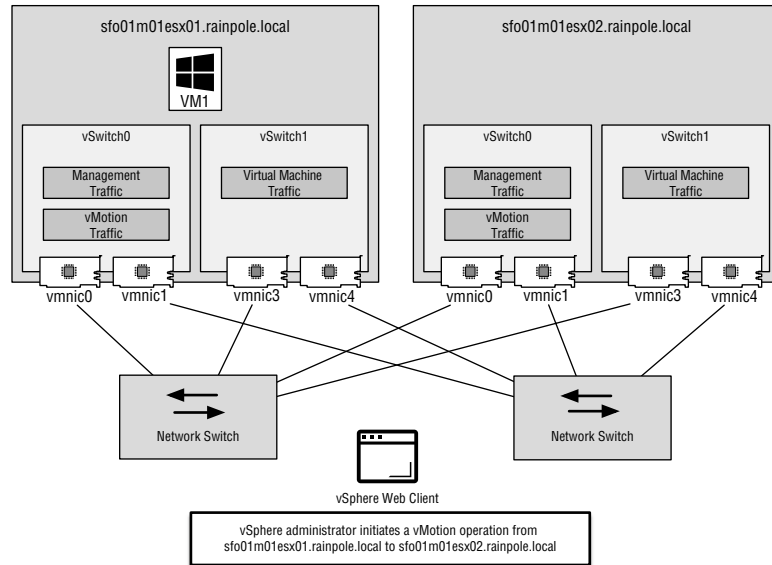 sfo01m01esx01.rainpole.local
VM1
vSwitch0
Management
Traffic
vMotion
Traffic
vSwitch1
Virtual Machine
Traffic
vmnic0
vmnic1
vmnic3
vmnic4
sfo01m01esx02.rainpole.local
vSwitch0
Management
Traffic
vMotion
Traffic
vSwitch1
Virtual Machine
Traffic
vmnic0
vmnic1
vmnic3
vmnic4
Network Switch
Network Switch
vSphere Web Client
vSphere administrator initiates a vMotion operation from
sfo01m01esx01.rainpole.local to sfo01m01esx02.rainpole.local